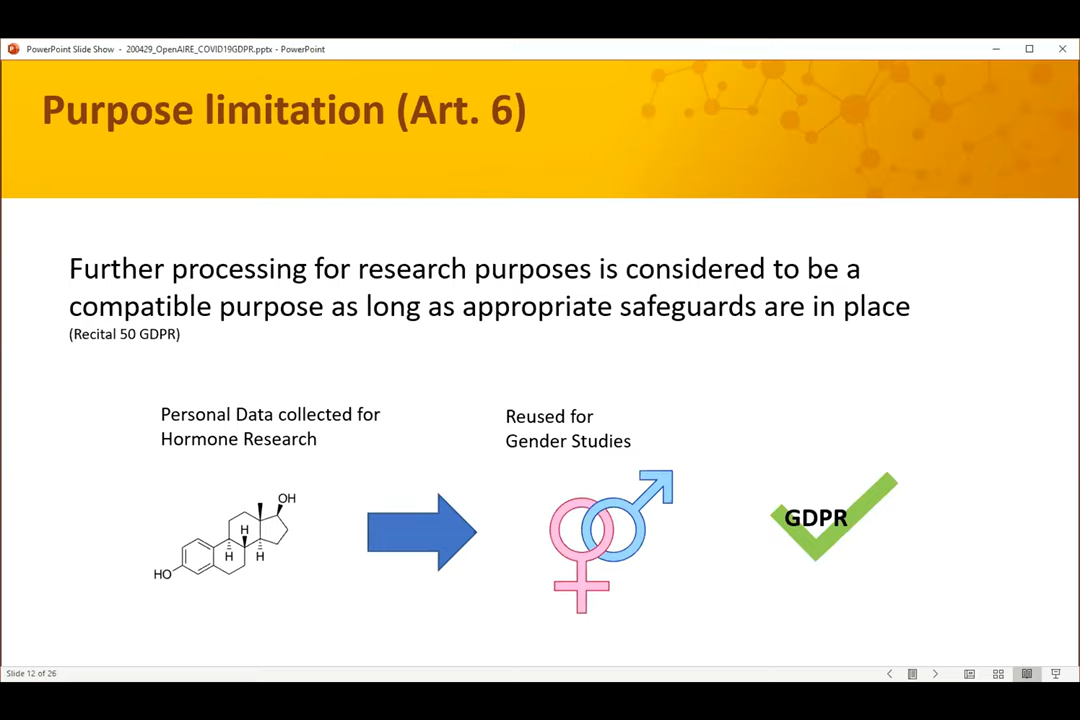 PowerPoint Slide Show - 200429_OpenAIRE_COVID19GDPR.pptx - PowerPoint
Purpose limitation (Art. 6)
Further processing for research purposes is considered to be a
compatible purpose as long as appropriate safeguards are in place
(Recital 50 GDPR)
Personal Data collected for
Hormone Research
Reused for
Gender Studies
OH
H
H
H
HO
GDPR
Slide 12 of 26